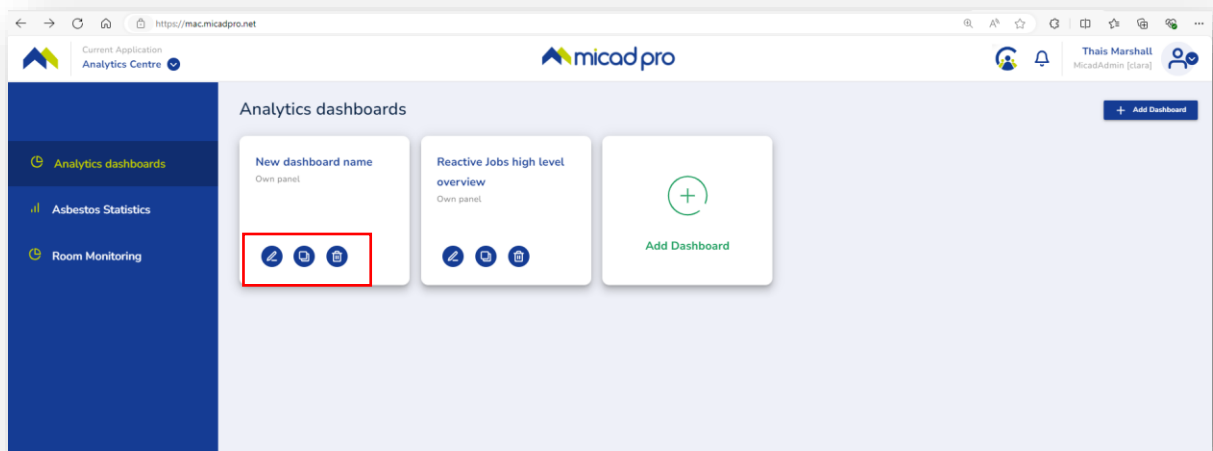 https://mac.micadpro.net
Current Application
Analytics Centre
micad pro
Thais Marshall
MicadAdmin [clara]
Analytics dashboards
+ Add Dashboard
Analytics dashboards
Asbestos Statistics
Room Monitoring
New dashboard name
Own panel
Reactive Jobs high level
overview
Own panel
Add Dashboard